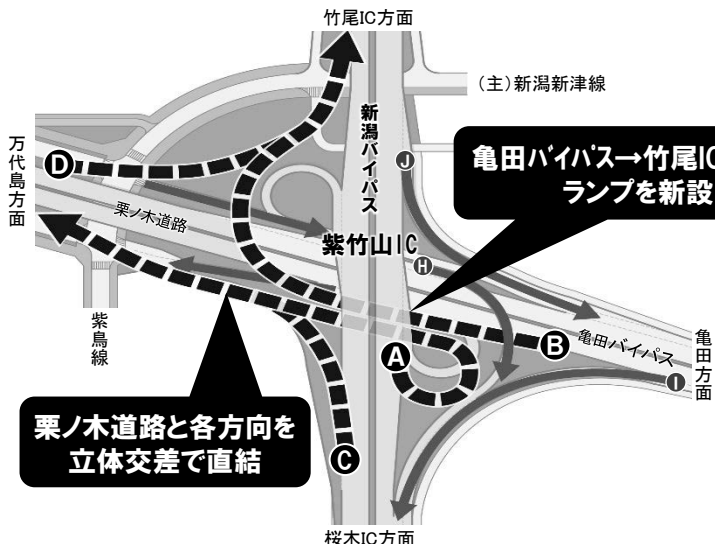 竹尾IC方面
(主)新潟新津線
新潟バイパス
万代島方面
D
J
亀田バイパス→竹尾IC
ランプを新設
栗ノ木道路
紫竹山IC
H
紫鳥線
A
B
亀田バイパス
亀田方面
I
栗ノ木道路と各方向を
立体交差で直結
C
桜木IC方面